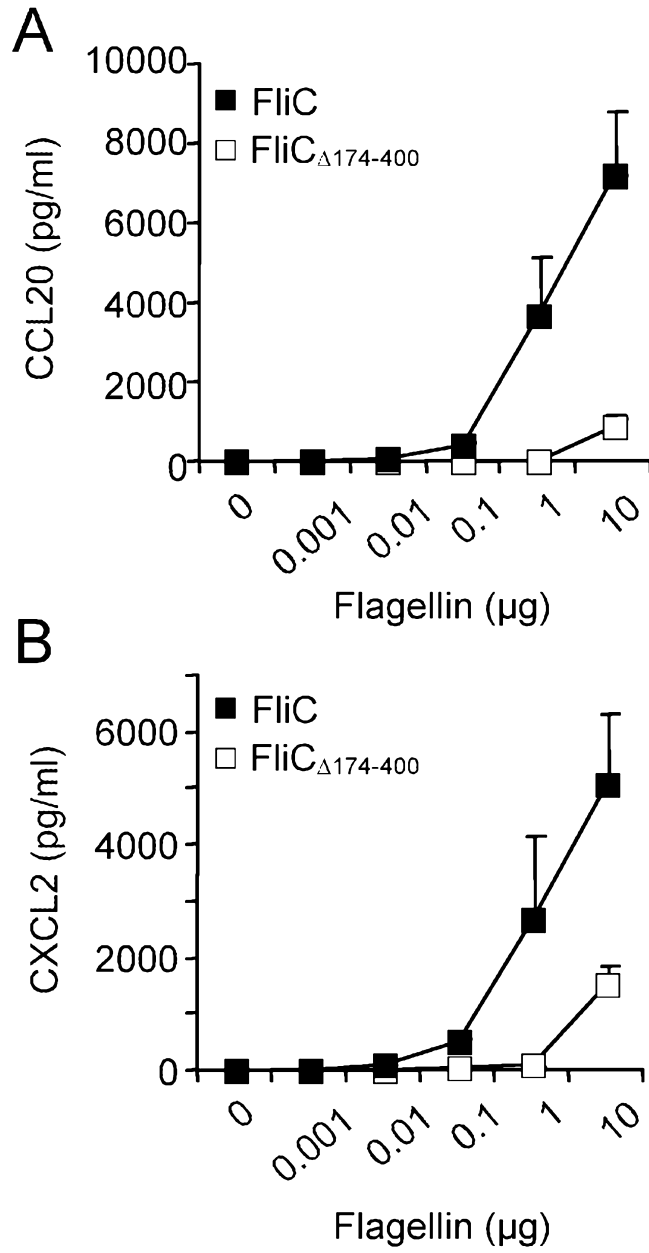 A
CCL20 (pg/ml)
10000
8000
6000
4000
2000
0
FliC
FliCΔ174-400
0 0.001 0.01 0.1 1 10
Flagellin (µg)
B
CXCL2 (pg/ml)
6000
4000
2000
0
FliC
FliCΔ174-400
0 0.001 0.01 0.1 1 10
Flagellin (µg)